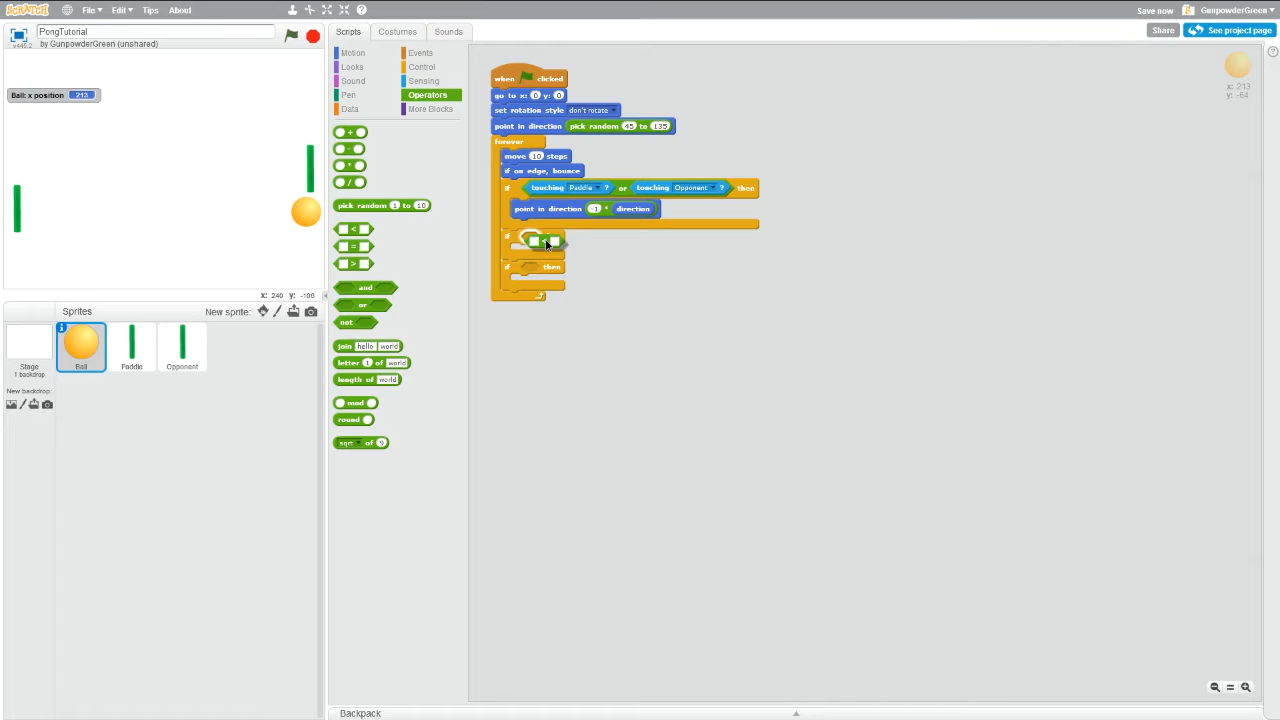 SCRATCH File Edit Tips About Save now GunpowderGreen
PongTutorial
by GunpowderGreen (unshared)
v445.2
Scripts Costumes Sounds
Share See project page
Motion Events
Looks Control
Sound Sensing
Pen Operators
Data More Blocks
Ball: x position 213
+
-
*
/
pick random 1 to 10
<
=
>
and
or
not
join hello world
letter 1 of world
length of world
mod
round
sqrt of 9
when clicked
go to x: 0 y: 0
set rotation style don't rotate
point in direction pick random 45 to 135
forever
move 10 steps
if on edge, bounce
if touching Paddle ? or touching Opponent ? then
point in direction -1 * direction
if
if then
x: 213
y: -64
x: 240 y: -106
Sprites New sprite:
Stage
1 backdrop
New backdrop:
Ball
Paddle
Opponent
Backpack